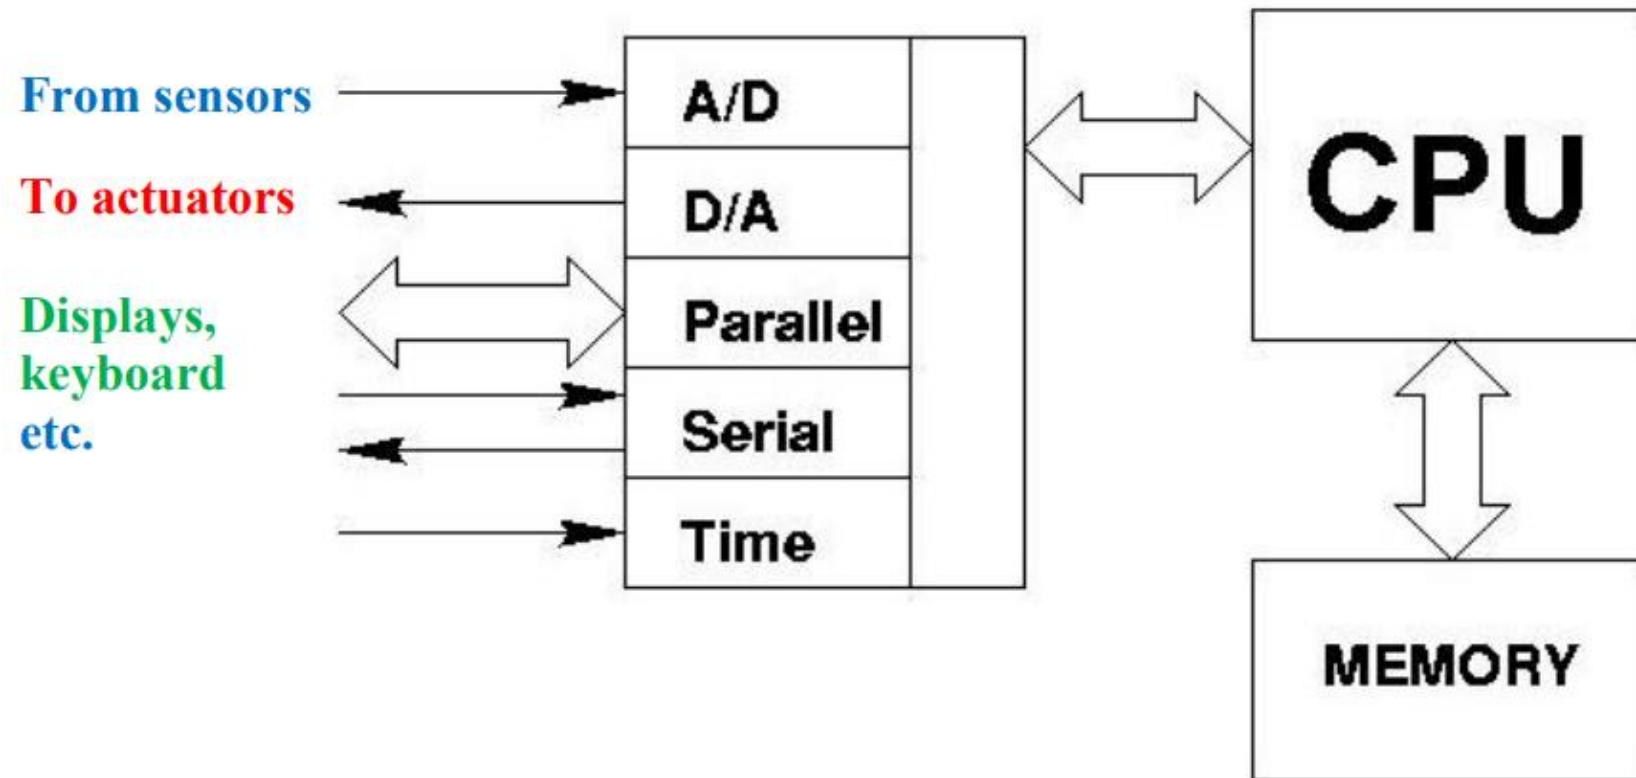 From sensors
To actuators
Displays,
keyboard
etc.
A/D
D/A
Parallel
Serial
Time
CPU
MEMORY